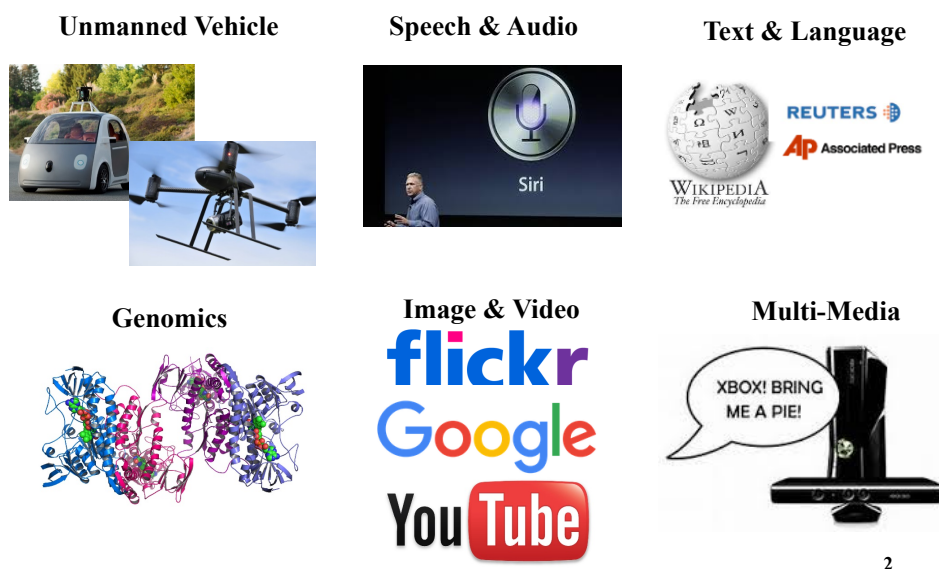 Unmanned Vehicle
Speech & Audio
Text & Language
Siri
WIKIPEDIA
The Free Encyclopedia
REUTERS
AP Associated Press
Genomics
Image & Video
flickr
Google
YouTube
Multi-Media
XBOX! BRING
ME A PIE!
2